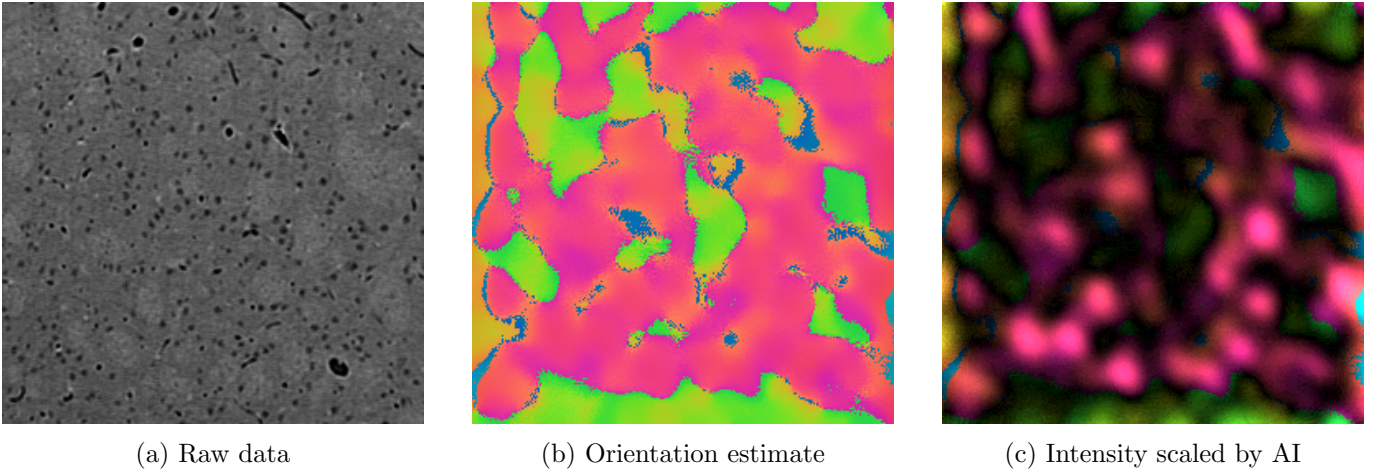 (a) Raw data
(b) Orientation estimate
(c) Intensity scaled by AI